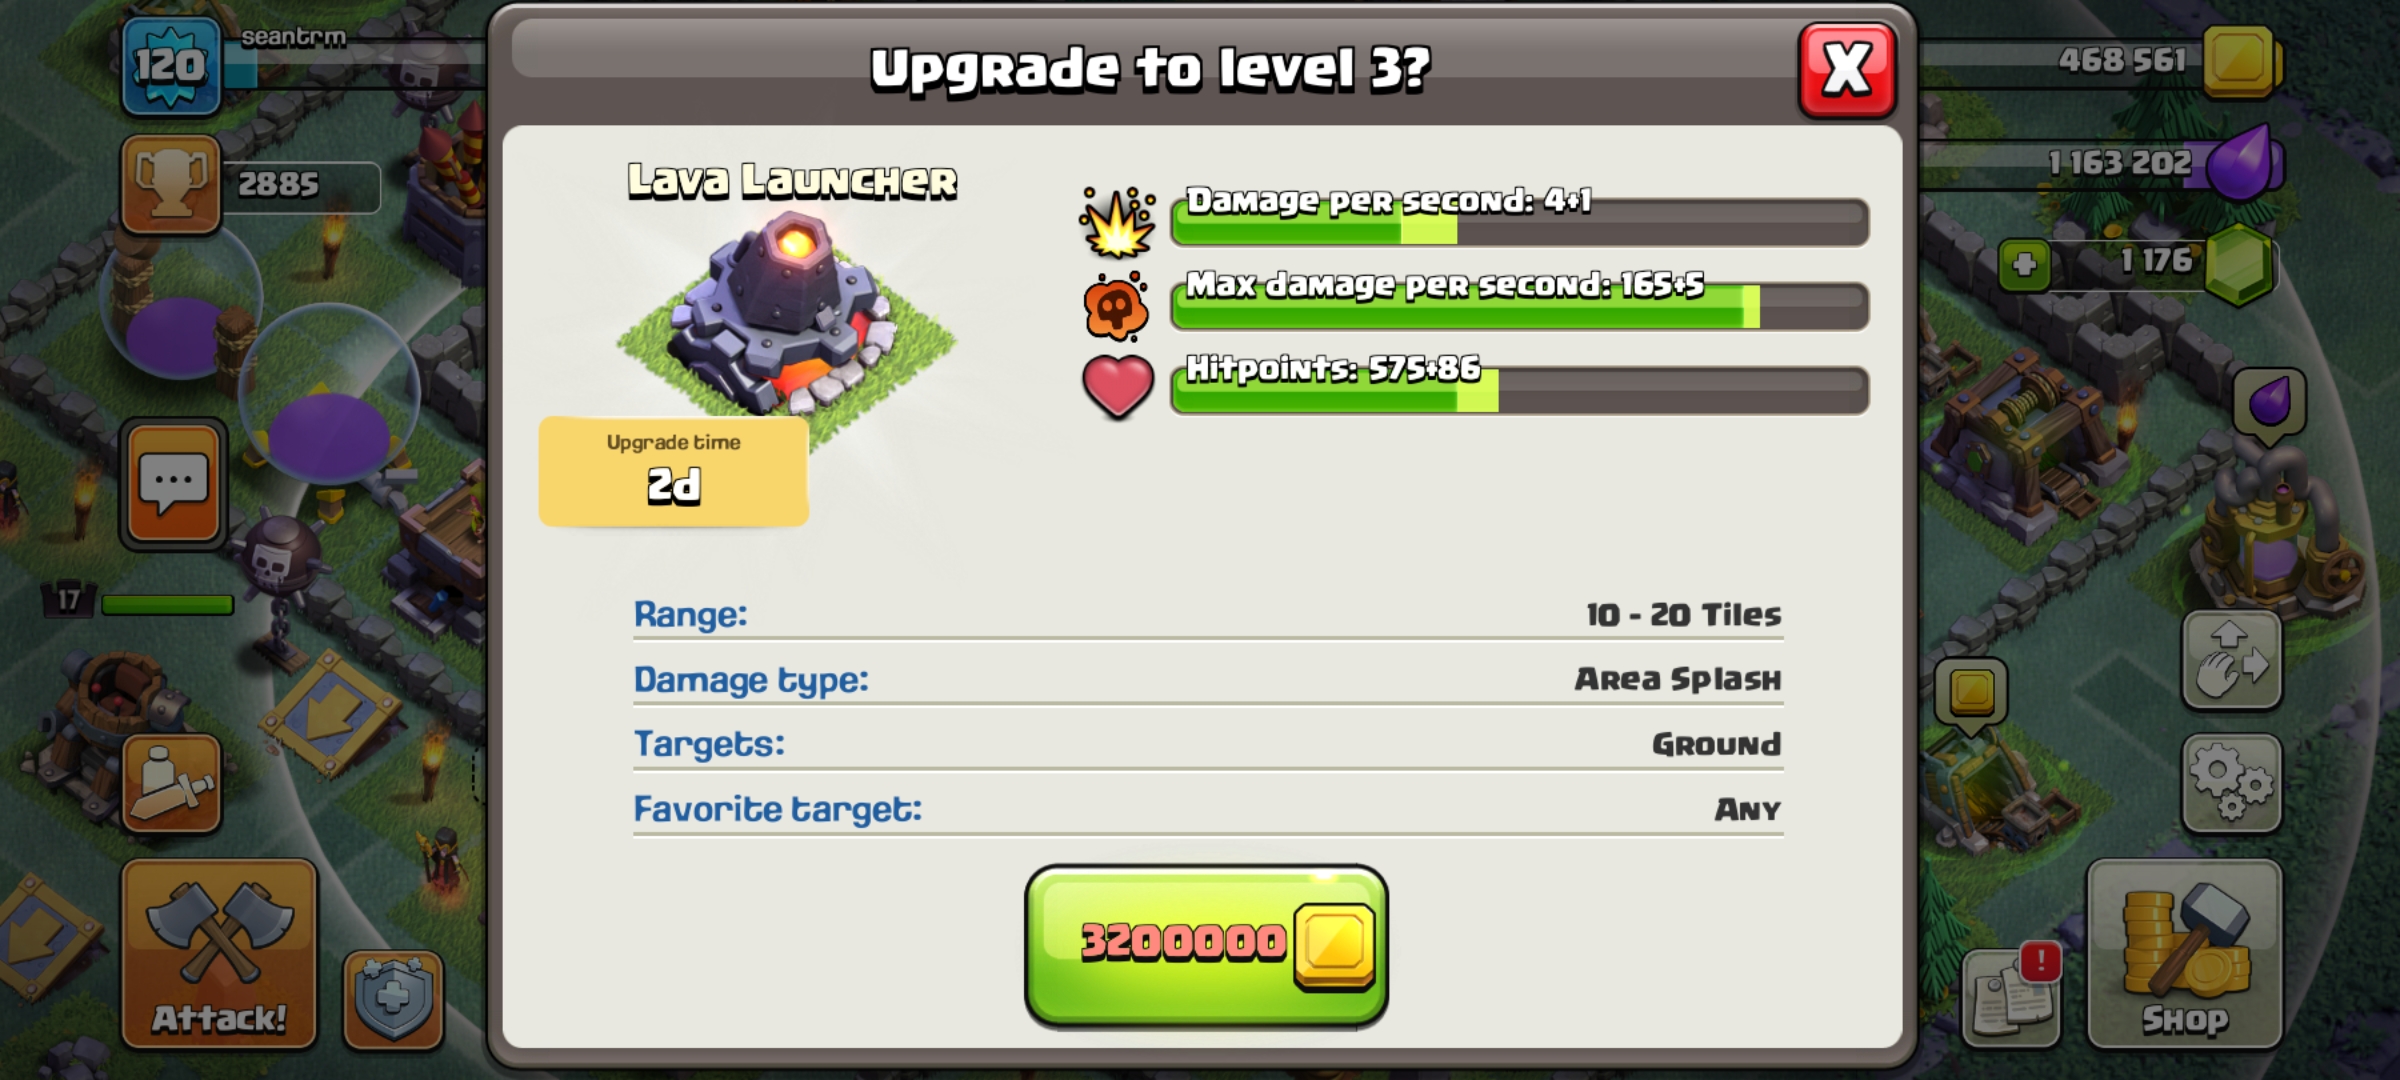 120
seantrm
2885
17
Attack!
Upgrade to level 3?
X
Lava Launcher
Upgrade time
2d
Damage per second: 4+1
Max damage per second: 165+5
Hitpoints: 575+86
Range: 10 - 20 Tiles
Damage type: Area Splash
Targets: Ground
Favorite target: Any
3200000
468 561
1 163 202
1 176
!
Shop